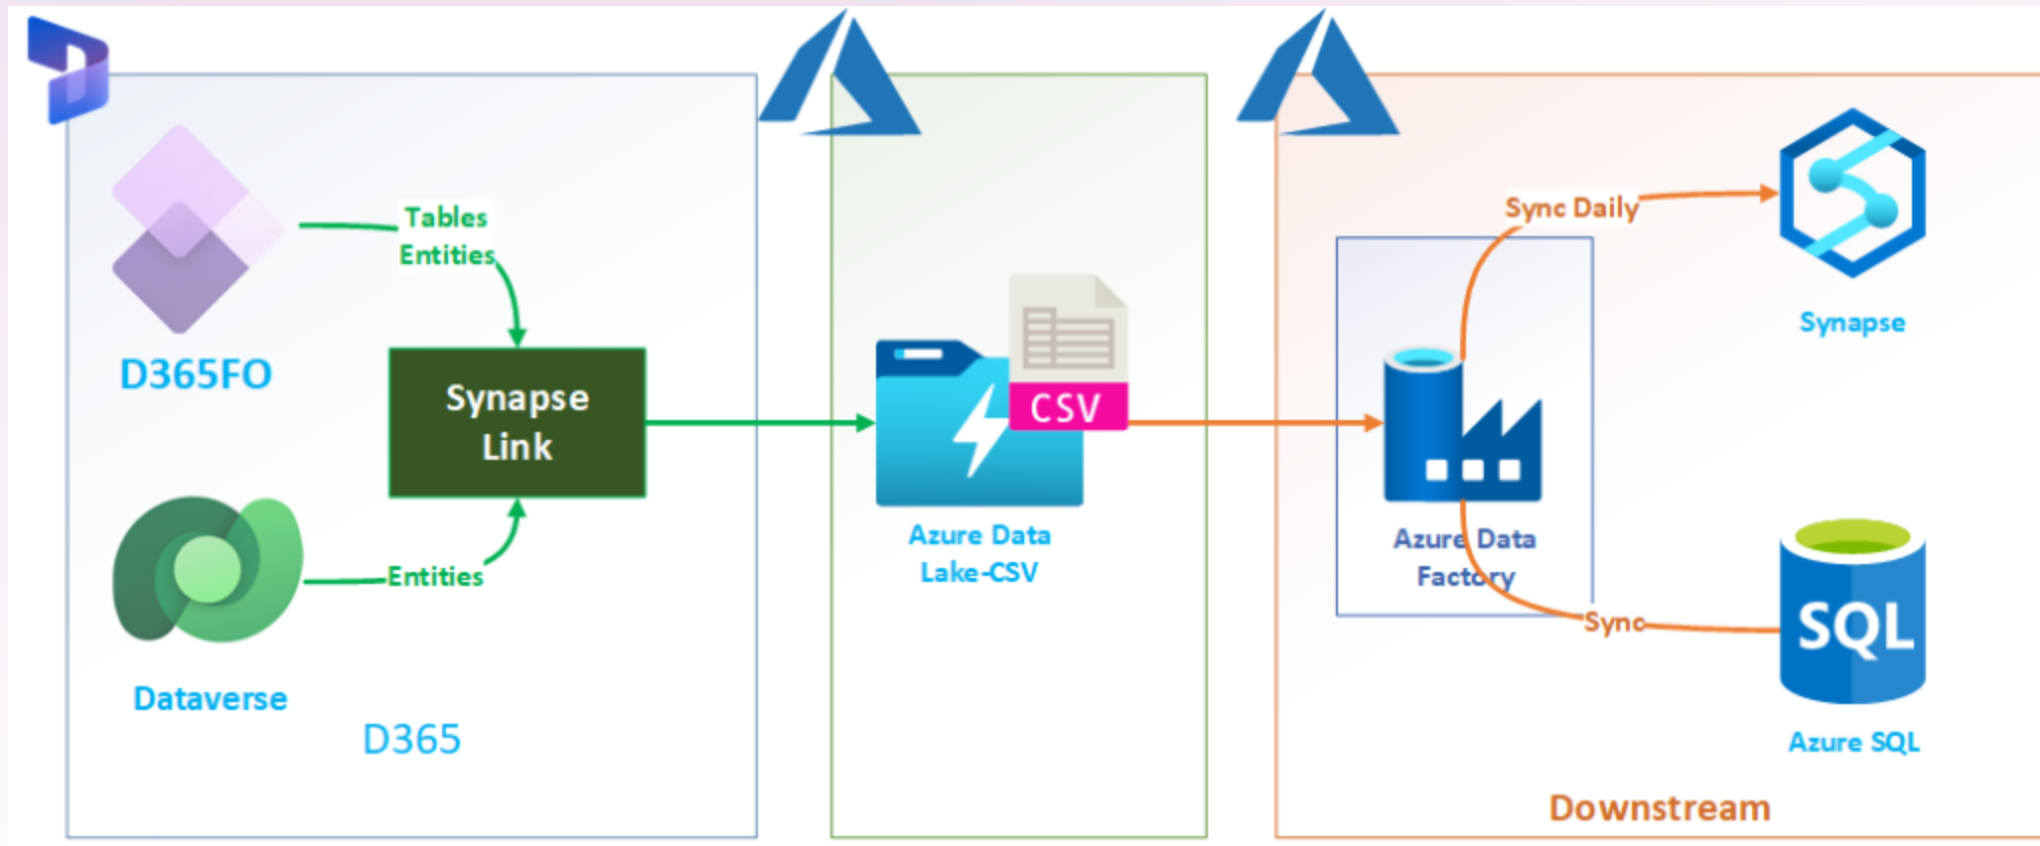 Tables
Entities
D365FO
Synapse
Link
Entities
Dataverse
D365
CSV
Azure Data
Lake-CSV
Sync Daily
Synapse
Azure Data
Factory
Sync
SQL
Azure SQL
Downstream